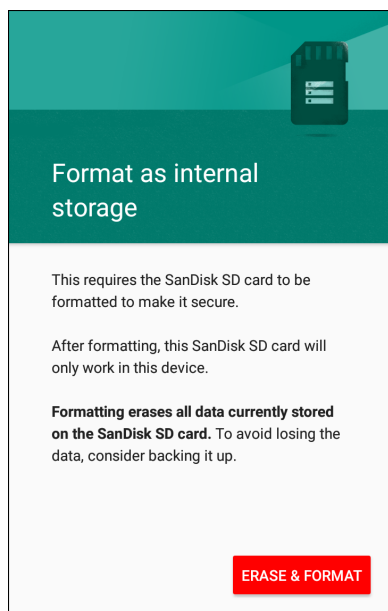 Format as internal
storage
This requires the SanDisk SD card to be
formatted to make it secure.
After formatting, this SanDisk SD card will
only work in this device.
Formatting erases all data currently stored
on the SanDisk SD card. To avoid losing the
data, consider backing it up.
ERASE & FORMAT